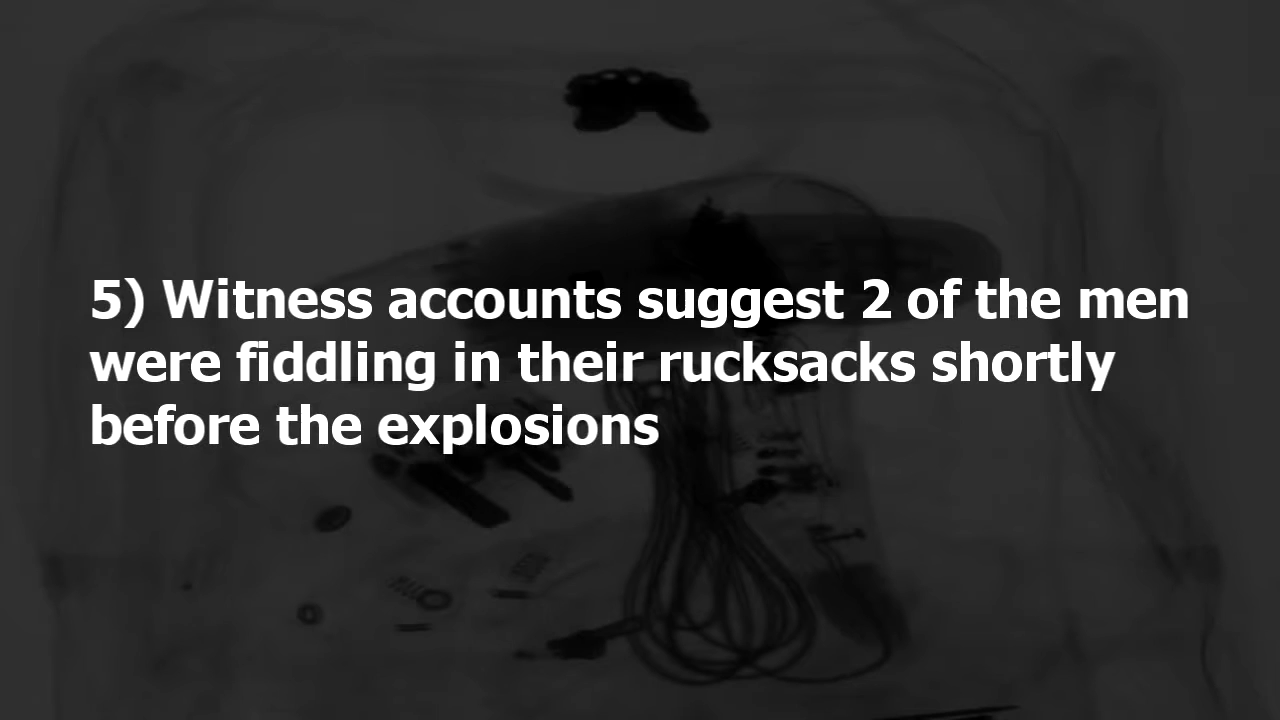 5) Witness accounts suggest 2 of the men
were fiddling in their rucksacks shortly
before the explosions